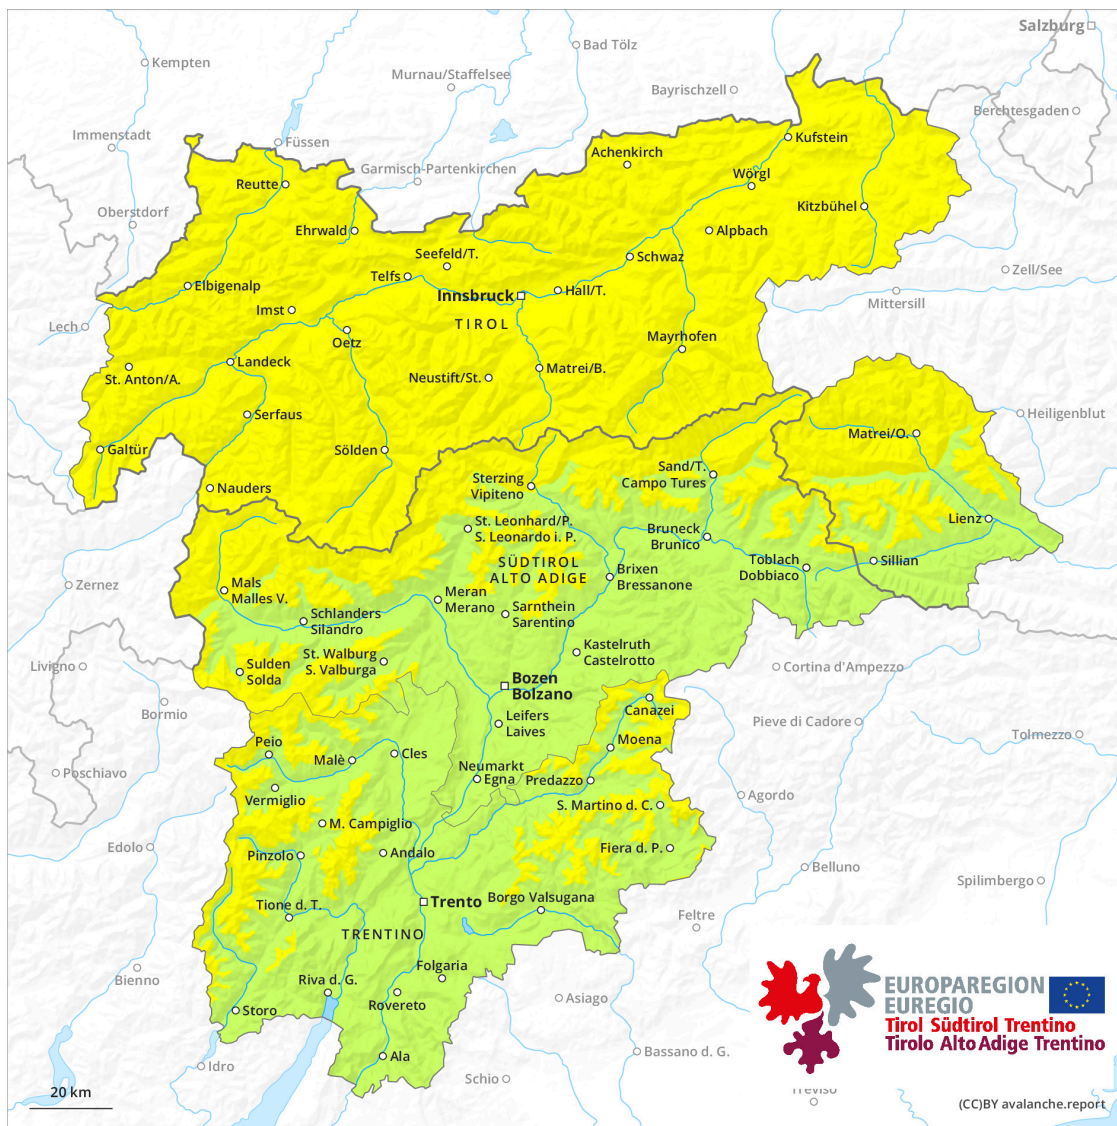 Salzburg
Bad Tölz
Kempten
Murnau/Staffelsee
Bayrischzell
Berchtesgaden
Immenstadt
Füssen
Kufstein
Achenkirch
Garmisch-Partenkirchen
Wörgl
Reutte
Kitzbühel
Oberstdorf
Ehrwald
Alpbach
Seefeld/T.
Schwaz
Zell/See
Telfs
Elbigenalp
Hall/T.
Innsbruck
Mittersill
Imst
TIROL
Lech
Oetz
Mayrhofen
Landeck
Matrei/B.
St. Anton/A.
Neustift/St.
Serfaus
Heiligenblut
Matrei/O.
Galtür
Sölden
Sand/T.
Campo Tures
Sterzing
Vipiteno
Nauders
Lienz
St. Leonhard/P.
S. Leonardo i. P.
Bruneck
Brunico
SÜDTIROL
ALTO ADIGE
Toblach
Dobbiaco
Sillian
Brixen
Bressanone
Zernez
Mals
Malles V.
Meran
Merano
Schlanders
Silandro
Sarnthein
Sarentino
Kastelruth
Castelrotto
St. Walburg
S. Valburga
Livigno
Sulden
Solda
Cortina d'Ampezzo
Bozen
Bolzano
Canazei
Bormio
Leifers
Laives
Pieve di Cadore
Tolmezzo
Peio
Moena
Malè
Cles
Neumarkt
Egna
Predazzo
Poschiavo
Vermiglio
Agordo
S. Martino d. C.
M. Campiglio
Edolo
Pinzolo
Andalo
Fiera d. P.
Belluno
Spilimbergo
Tione d. T.
Trento
Borgo Valsugana
Feltre
TRENTINO
Bienno
Folgaria
Riva d. G.
Rovereto
Asiago
Storo
EUROPAREGION
EUREGIO
Tirol Südtirol Trentino
Tirolo Alto Adige Trentino
Ala
Bassano d. G.
Idro
Schio
Treviso
20 km
(CC)BY avalanche.report